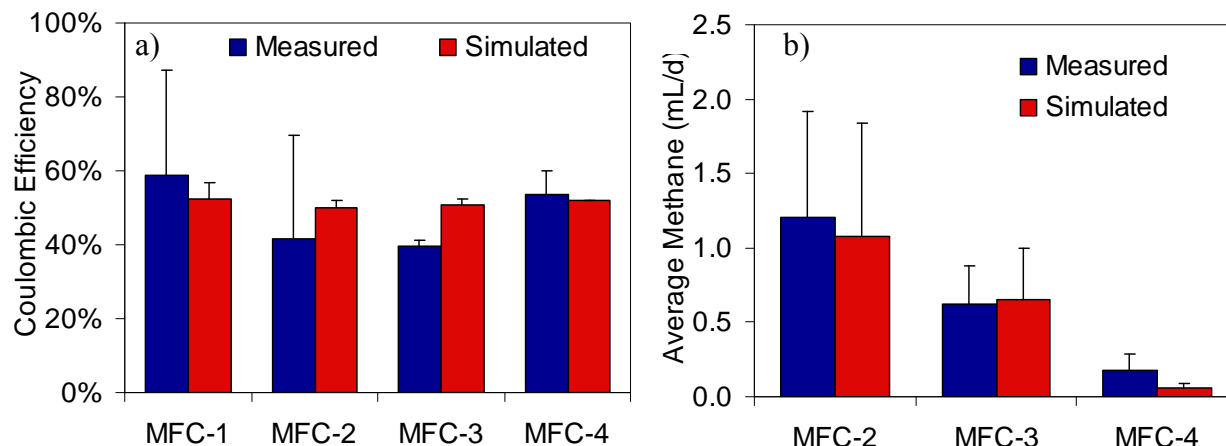 a)
Measured
Simulated
Coulombic Efficiency
100%
80%
60%
40%
20%
0%
MFC-1
MFC-2
MFC-3
MFC-4
b)
Measured
Simulated
Average Methane (mL/d)
2.5
2.0
1.5
1.0
0.5
0.0
MFC-2
MFC-3
MFC-4